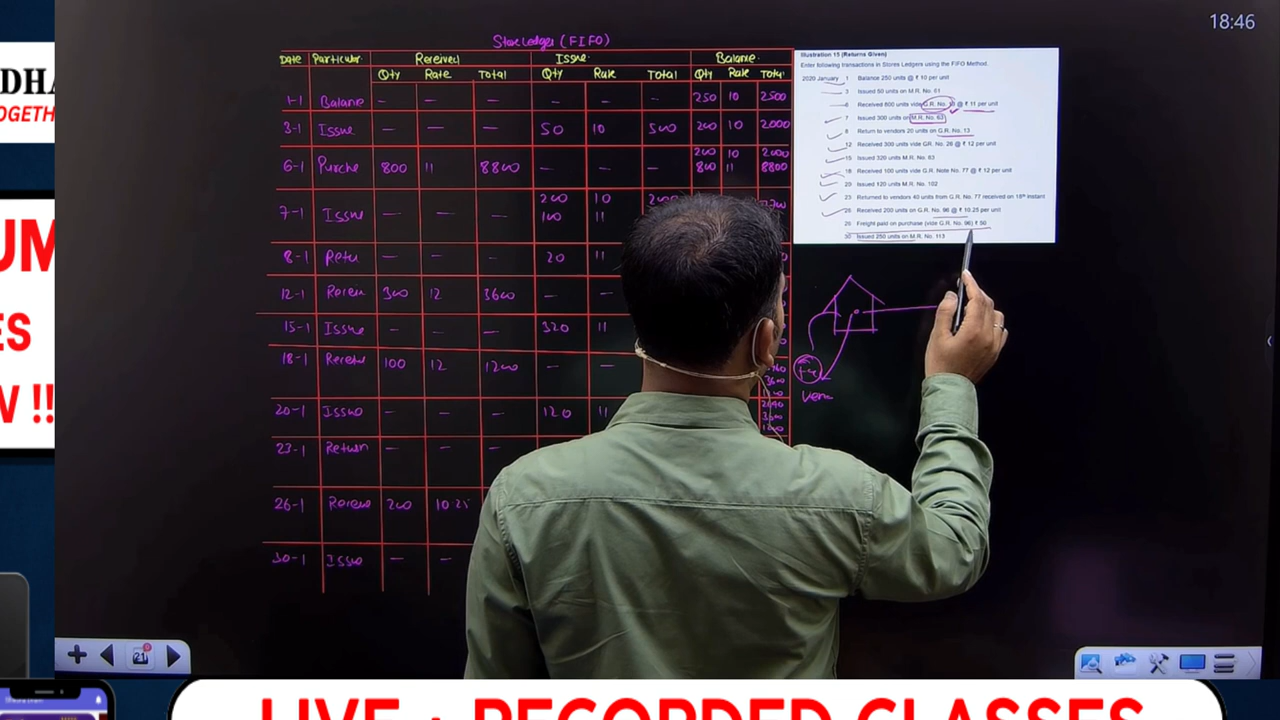 18:46
DHA
OGETH
UM
ES
W !!
Store Ledger (FIFO)
Date Particular Received Issue Balance
Qty Rate Total Qty Rate Total Qty Rate Total
1-1 Balane - - - - - - 250 10 2500
3-1 Issue - - - 50 10 500 200 10 2000
6-1 Purche 800 11 8800 - - - 200 10 2000
800 11 8800
7-1 Issue - - - 200 10
100 11
8-1 Retu - - - 20 11
12-1 Recein 300 12 3600 - -
15-1 Issue - - - 320 11
18-1 Receive 100 12 1200 - -
3600
20-1 Issue - - - 120 11
23-1 Return - - -
26-1 Receive 200 10.25
30-1 Issue - -
Illustration 15 (Returns Given)
Enter following transactions in Stores Ledgers using the FIFO Method.
2020 January 1 Balance 250 units @ ₹ 10 per unit
3 Issued 50 units on M.R. No. 61
6 Received 800 units vide G.R. No. 13 @ ₹ 11 per unit
7 Issued 300 units on M.R. No. 63
8 Return to vendors 20 units on G.R. No. 13
12 Received 300 units vide GR. No. 26 @ ₹ 12 per unit
15 Issued 320 units M.R. No. 83
18 Received 100 units vide G.R. Note No. 77 @ ₹ 12 per unit
20 Issued 120 units M.R. No. 102
23 Returned to vendors 40 units from G.R. No. 77 received on 18th instant
26 Received 200 units on G.R. No. 96 @ ₹ 10.25 per unit
26 Freight paid on purchase (vide G.R. No. 96) ₹ 50
30 Issued 250 units on M.R. No. 113
21
LIVE + RECORDED CLASSES